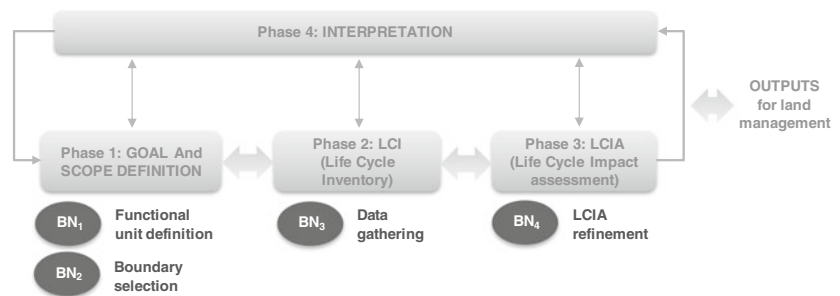 Phase 4: INTERPRETATION
OUTPUTS
for land
management
Phase 1: GOAL And
SCOPE DEFINITION
Phase 2: LCI
(Life Cycle
Inventory)
Phase 3: LCIA
(Life Cycle Impact
assessment)
BN₁
Functional
unit definition
BN₂
Boundary
selection
BN₃
Data
gathering
BN₄
LCIA
refinement